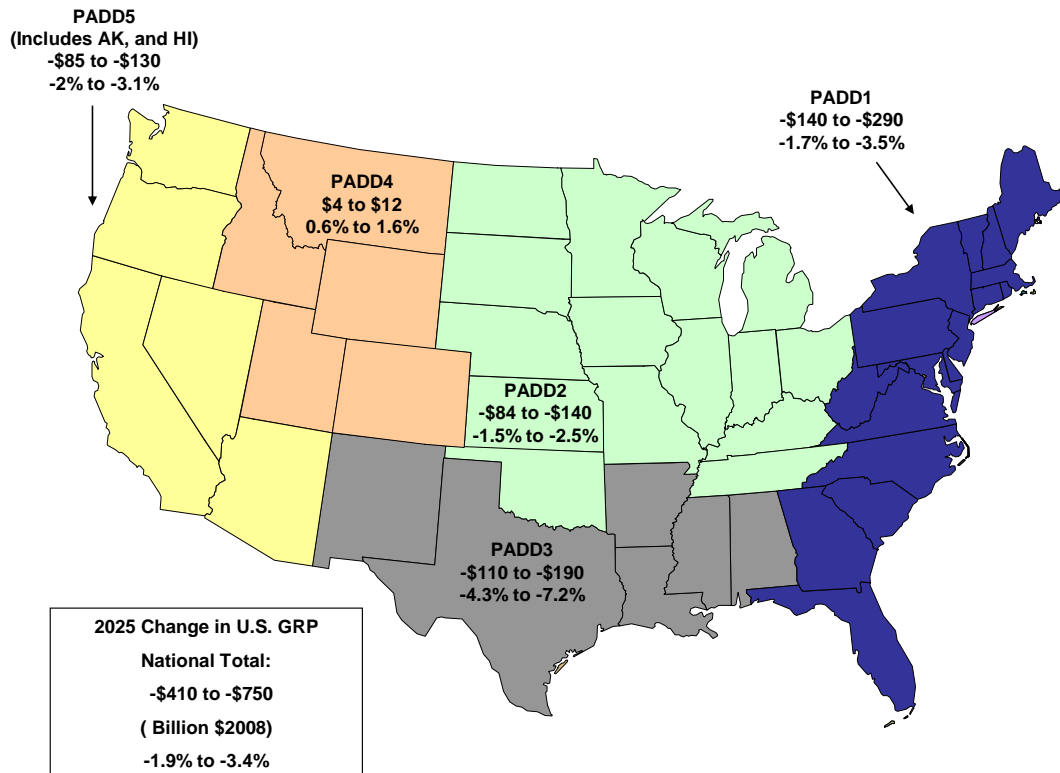 PADD5
(Includes AK, and HI)
-$85 to -$130
-2% to -3.1%
PADD1
-$140 to -$290
-1.7% to -3.5%
PADD4
$4 to $12
0.6% to 1.6%
PADD2
-$84 to -$140
-1.5% to -2.5%
PADD3
-$110 to -$190
-4.3% to -7.2%
2025 Change in U.S. GRP
National Total:
-$410 to -$750
( Billion $2008)
-1.9% to -3.4%